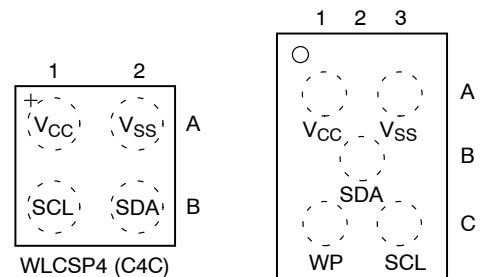 1 2
+
VCC VSS A
SCL SDA B
WLCSP4 (C4C)
1 2 3
A
VCC VSS
B
SDA
C
WP SCL